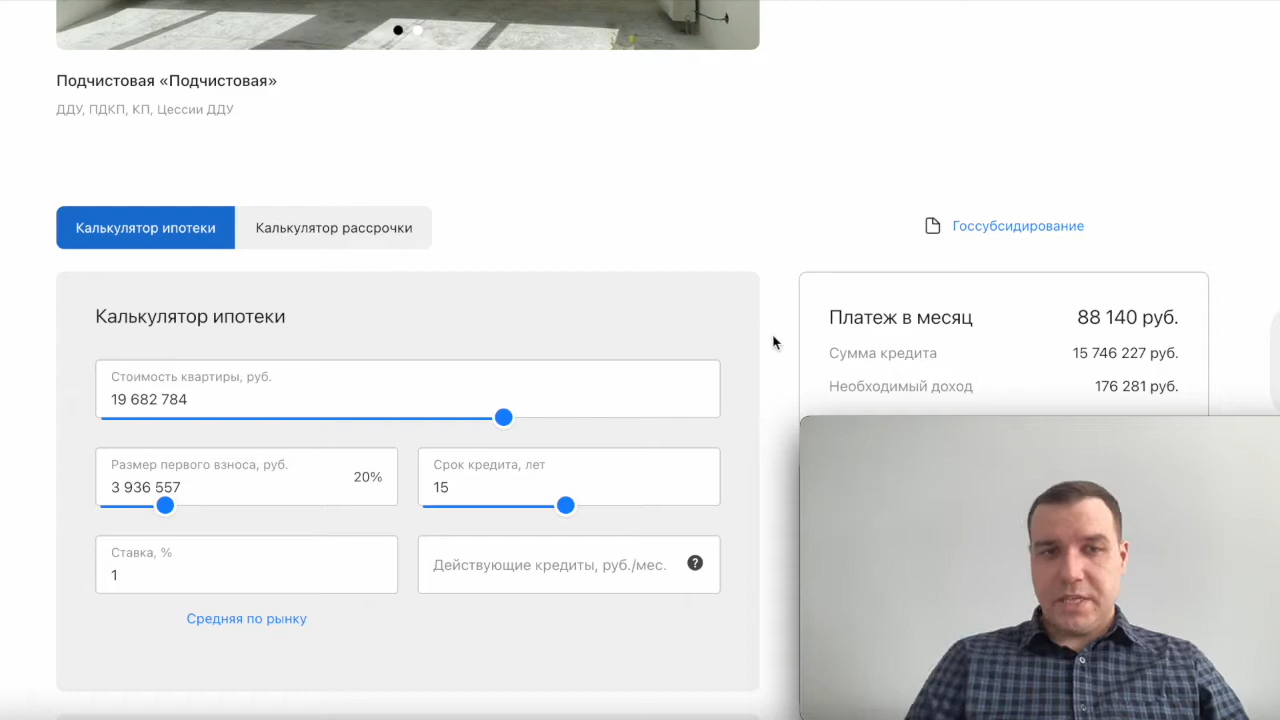 Подчистовая «Подчистовая»
ДДУ, ПДКП, КП, Цессии ДДУ
Калькулятор ипотеки
Калькулятор рассрочки
Госсубсидирование
Калькулятор ипотеки
Стоимость квартиры, руб.
19 682 784
Размер первого взноса, руб.
3 936 557
20%
Срок кредита, лет
15
Ставка, %
1
Действующие кредиты, руб./мес.
?
Средняя по рынку
Платеж в месяц 88 140 руб.
Сумма кредита 15 746 227 руб.
Необходимый доход 176 281 руб.